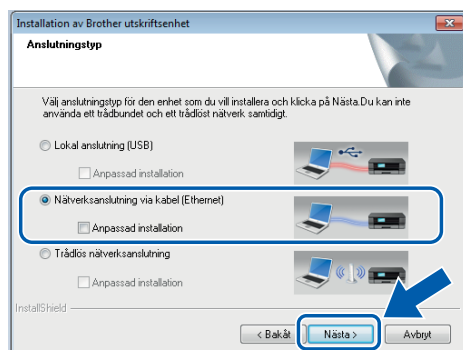 Installation av Brother utskriftsenhet
Anslutningstyp
Välj anslutningstyp för den enhet som du vill installera och klicka på Nästa.Du kan inte
använda ett trådbundet och ett trådlöst nätverk samtidigt.
Lokal anslutning (USB)
Anpassad installation
Nätverksanslutning via kabel (Ethernet)
Anpassad installation
Trådlös nätverksanslutning
Anpassad installation
InstallShield
< Bakåt Nästa > Avbryt